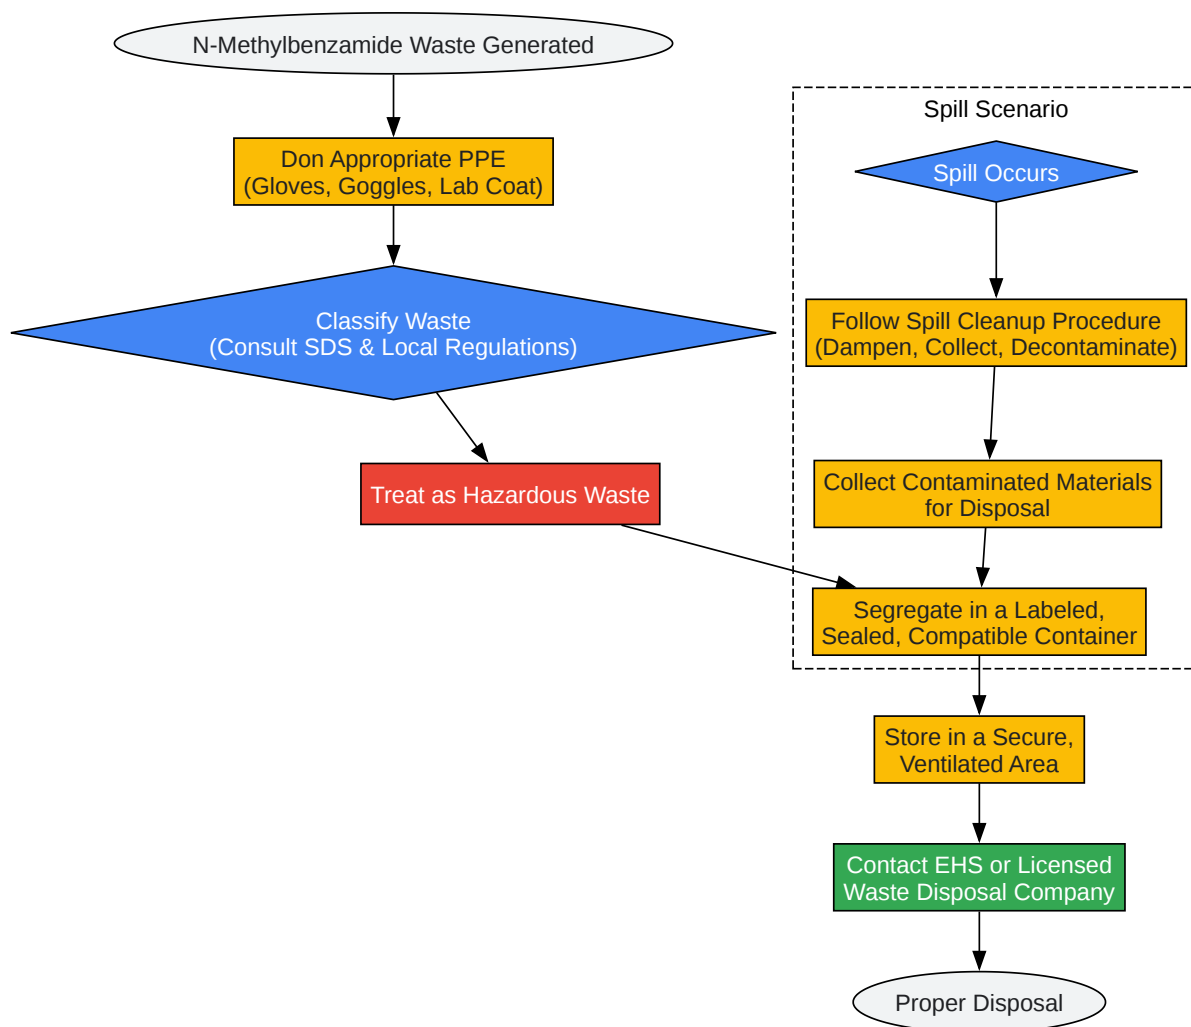 N-Methylbenzamide Waste Generated
Don Appropriate PPE
(Gloves, Goggles, Lab Coat)
Classify Waste
(Consult SDS & Local Regulations)
Treat as Hazardous Waste
Spill Scenario
Spill Occurs
Follow Spill Cleanup Procedure
(Dampen, Collect, Decontaminate)
Collect Contaminated Materials
for Disposal
Segregate in a Labeled,
Sealed, Compatible Container
Store in a Secure,
Ventilated Area
Contact EHS or Licensed
Waste Disposal Company
Proper Disposal